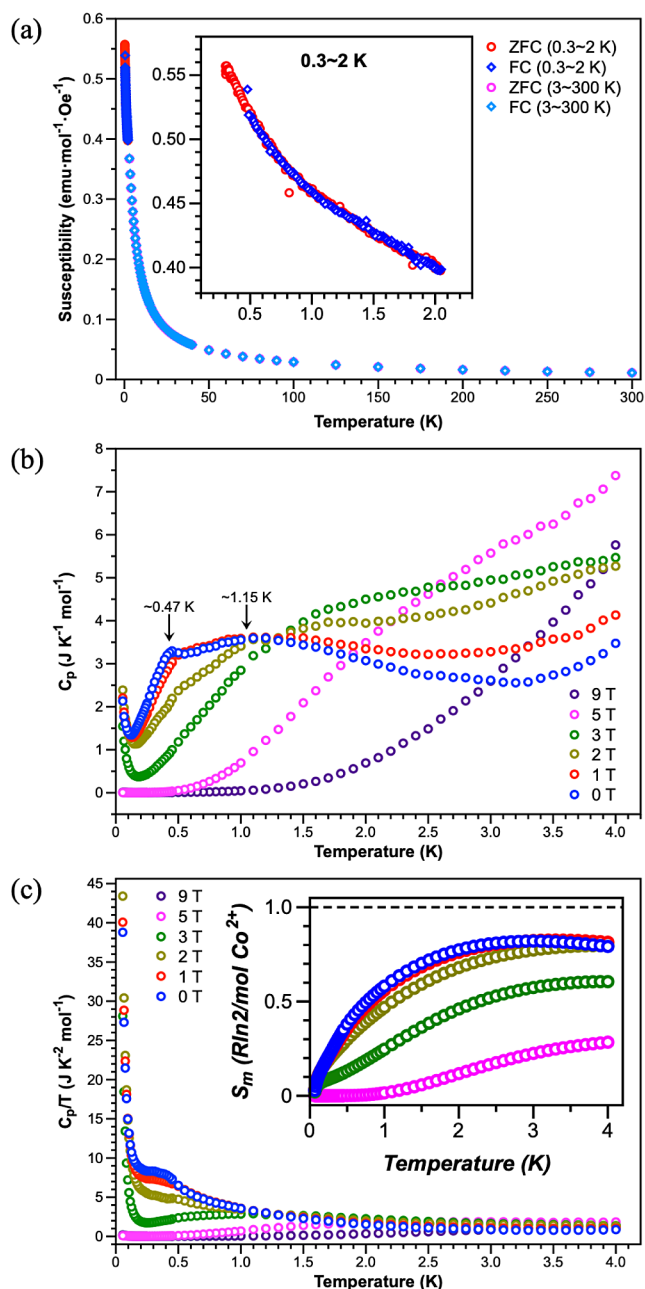 (a)
0.6
0.5
0.4
0.3
0.2
0.1
0
Susceptibility (emu·mol⁻¹·Oe⁻¹)
0.3~2 K
0.55
0.50
0.45
0.40
0.5 1.0 1.5 2.0
ZFC (0.3~2 K)
FC (0.3~2 K)
ZFC (3~300 K)
FC (3~300 K)
0 50 100 150 200 250 300
Temperature (K)
(b)
8
7
6
5
4
3
2
1
0
Cₚ (J K⁻¹ mol⁻¹)
~0.47 K
~1.15 K
9 T
5 T
3 T
2 T
1 T
0 T
0.0 0.5 1.0 1.5 2.0 2.5 3.0 3.5 4.0
Temperature (K)
(c)
45
40
35
30
25
20
15
10
5
0
Cₚ/T (J K⁻² mol⁻¹)
9 T
5 T
3 T
2 T
1 T
0 T
1.0
0.5
0
Sₘ (Rln2/mol Co²⁺)
0 1 2 3 4
Temperature (K)
0.0 0.5 1.0 1.5 2.0 2.5 3.0 3.5 4.0
Temperature (K)